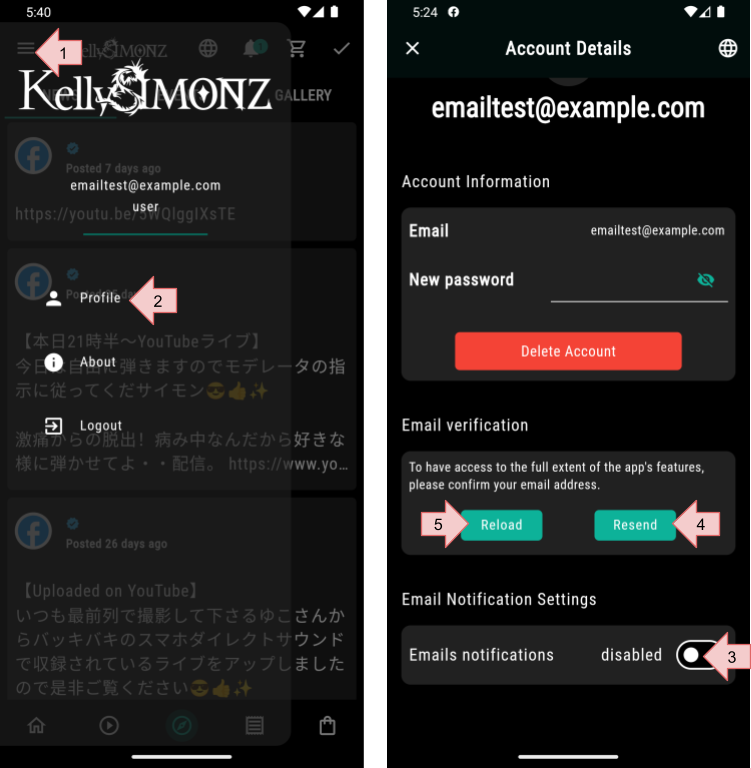 5:40
1
KellySIMONZ
KellySIMONZ
GALLERY
Posted 7 days ago
emailtest@example.com
user
https://youtu.be/5WQlggIXsTE
Profile
2
【本日21時半〜YouTubeライブ】
今日は自由に弾きますのでモデレータの指
示に従ってくだサイモン😎👍✨
About
激痛からの脱出！病み中なんだから好きな
様に弾かせてよ・・配信。 https://www.yo...
Logout
Posted 26 days ago
【Uploaded on YouTube】
いつも最前列で撮影して下さるゆこさんか
らバッキバキのスマホダイレクトサウンド
で収録されているライブをアップしました
ので是非ご覧ください😎👍✨
5:24
Account Details
emailtest@example.com
Account Information
Email
emailtest@example.com
New password
Delete Account
Email verification
To have access to the full extent of the app's features,
please confirm your email address.
5
Reload
Resend
4
Email Notification Settings
Emails notifications
disabled
3